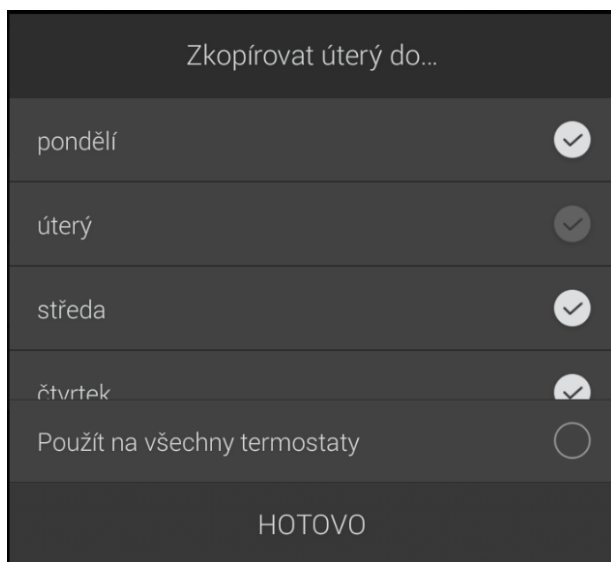 Zkopírovat úterý do...
pondělí
úterý
středa
čtvrtek
Použít na všechny termostaty
HOTOVO